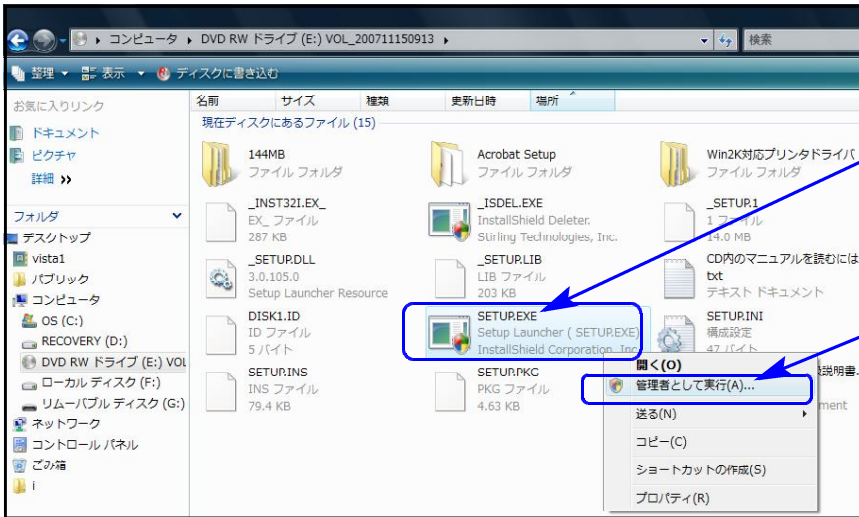 コンピュータ ▸ DVD RW ドライブ (E:) VOL_200711150913 ▸
検索
整理 表示 ディスクに書き込む
お気に入りリンク
ドキュメント
ピクチャ
詳細 »
フォルダ
デスクトップ
vista1
パブリック
コンピュータ
OS (C:)
RECOVERY (D:)
DVD RW ドライブ (E:) VOL
ローカル ディスク (F:)
リムーバブル ディスク (G:)
ネットワーク
コントロール パネル
ごみ箱
i
名前 サイズ 種類 更新日時 場所
現在ディスクにあるファイル (15)
144MB
ファイル フォルダ
Acrobat Setup
ファイル フォルダ
Win2K対応プリンタドライバ
ファイル フォルダ
_INST32I.EX_
EX_ ファイル
287 KB
_ISDEL.EXE
InstallShield Deleter.
Stirling Technologies, Inc.
_SETUP.1
1 ファイル
14.0 MB
_SETUP.DLL
3.0.105.0
Setup Launcher Resource
_SETUP.LIB
LIB ファイル
203 KB
CD内のマニュアルを読むには
txt
テキスト ドキュメント
DISK1.ID
ID ファイル
5 バイト
SETUP.EXE
Setup Launcher ( SETUP.EXE)
InstallShield Corporation, Inc
SETUP.INI
構成設定
47 バイト
SETUP.INS
INS ファイル
79.4 KB
SETUP.PKC
PKG ファイル
4.63 KB
説明書.
ment
開く(O)
管理者として実行(A)...
送る(N)
コピー(C)
ショートカットの作成(S)
プロパティ(R)